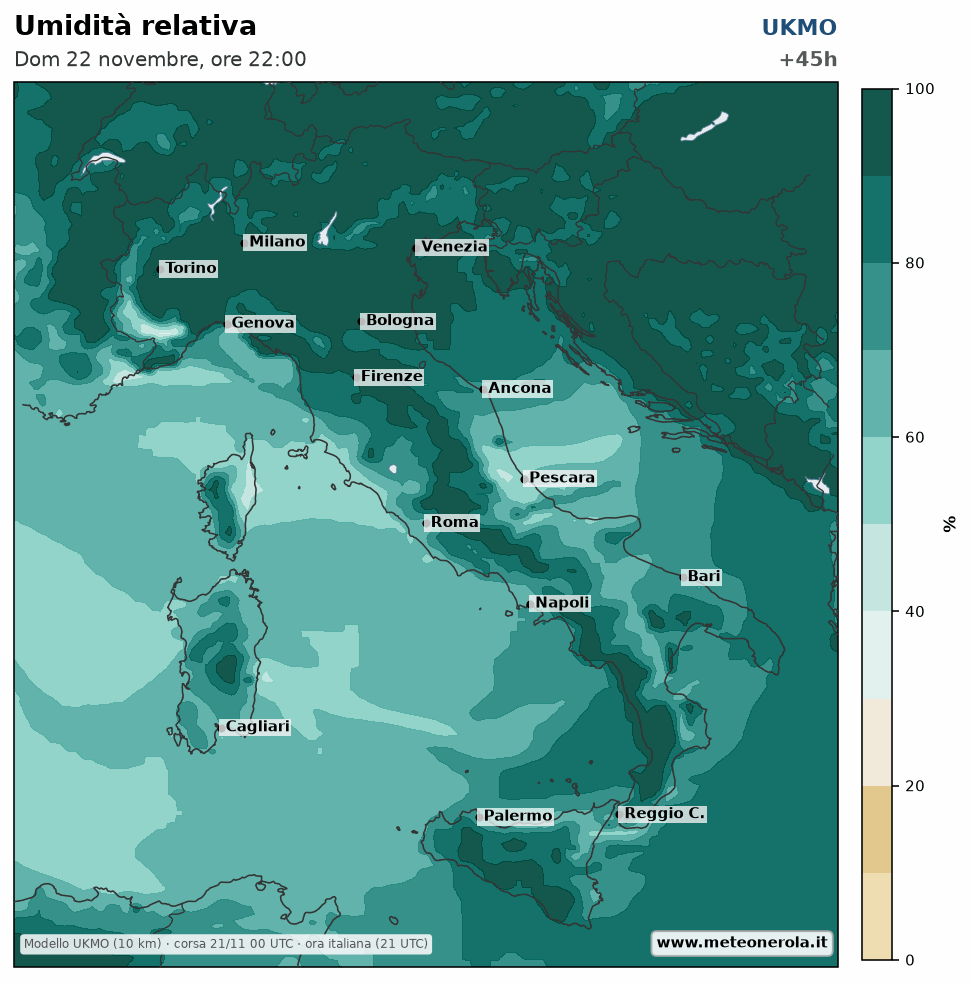 Umidità relativa
UKMO
Dom 22 novembre, ore 22:00
+45h
100
80
60
40
20
0
%
Milano
Venezia
Torino
Genova
Bologna
Firenze
Ancona
Pescara
Roma
Bari
Napoli
Cagliari
Palermo
Reggio C.
Modello UKMO (10 km) · corsa 21/11 00 UTC · ora italiana (21 UTC)
www.meteonerola.it